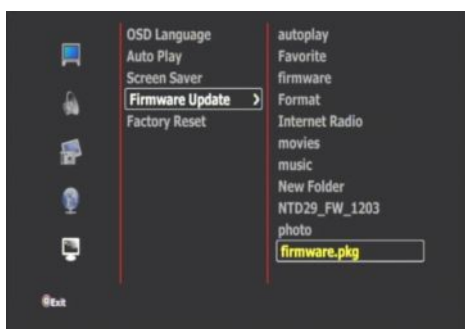 OSD Language
Auto Play
Screen Saver
Firmware Update >
Factory Reset
autoplay
Favorite
firmware
Format
Internet Radio
movies
music
New Folder
NTD29_FW_1203
photo
firmware.pkg
Exit